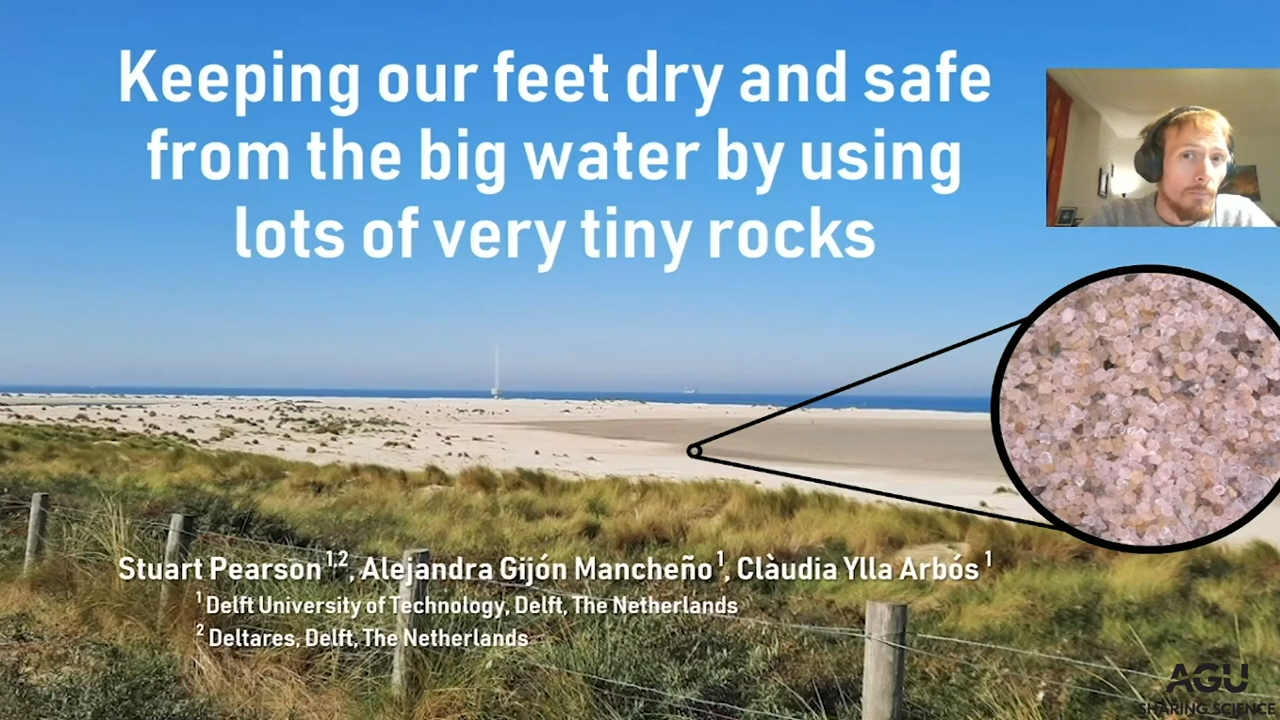 Keeping our feet dry and safe
from the big water by using
lots of very tiny rocks
Stuart Pearson 1,2, Alejandra Gijón Mancheño 1, Clàudia Ylla Arbós 1
1 Delft University of Technology, Delft, The Netherlands
2 Deltares, Delft, The Netherlands
AGU
SHARING SCIENCE